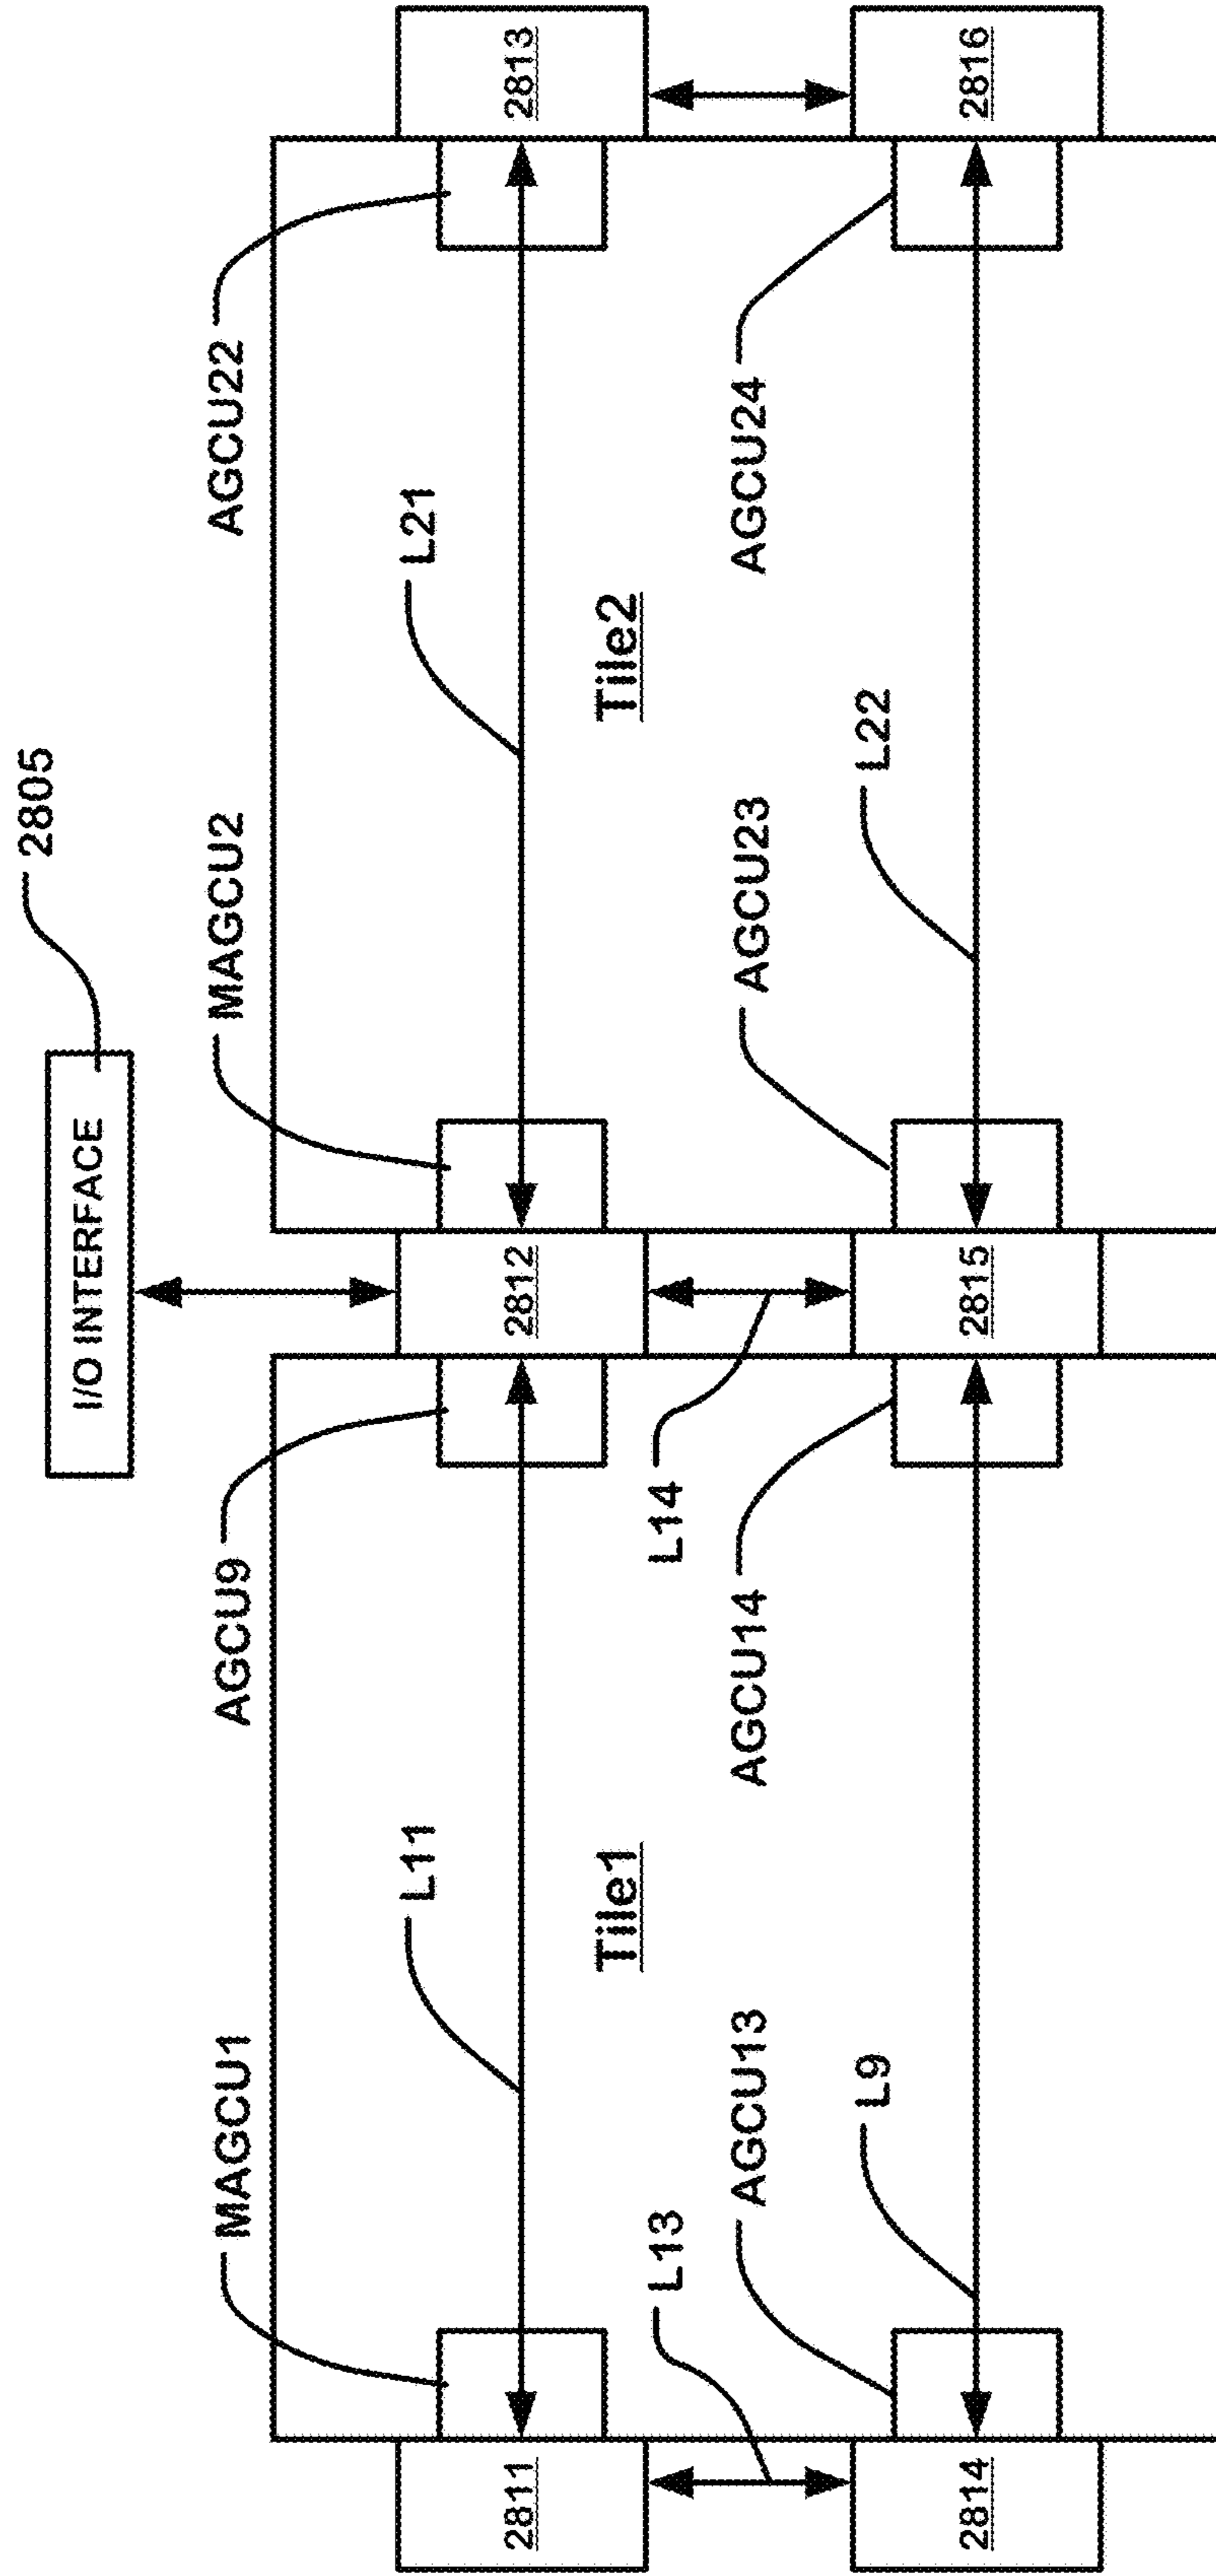 2805
I/O INTERFACE
MAGCU1
AGCU9
MAGCU2
AGCU22
L11
L21
2811
2812
2813
Tile1
Tile2
L13
L14
AGCU13
AGCU14
AGCU23
AGCU24
L9
L22
2814
2815
2816